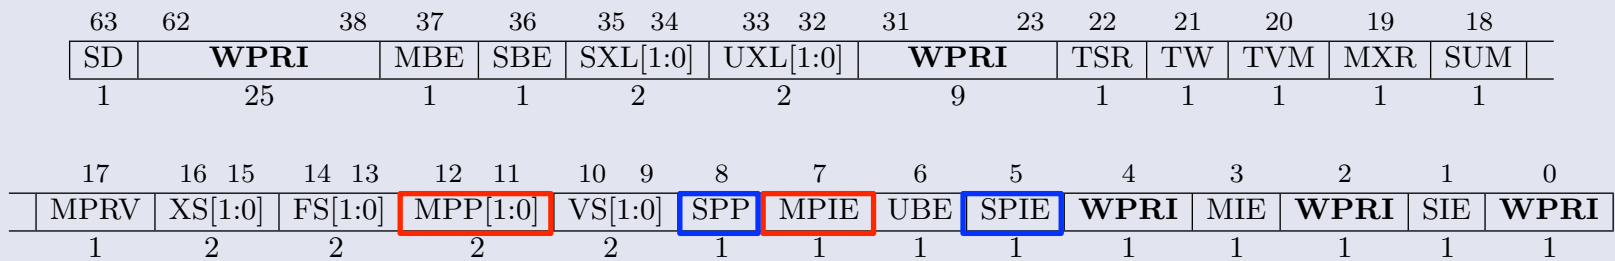 63 62 38 37 36 35 34 33 32 31 23 22 21 20 19 18
SD WPRI MBE SBE SXL[1:0] UXL[1:0] WPRI TSR TW TVM MXR SUM
1 25 1 1 2 2 9 1 1 1 1 1
17 16 15 14 13 12 11 10 9 8 7 6 5 4 3 2 1 0
MPRV XS[1:0] FS[1:0] MPP[1:0] VS[1:0] SPP MPIE UBE SPIE WPRI MIE WPRI SIE WPRI
1 2 2 2 2 1 1 1 1 1 1 1 1 1